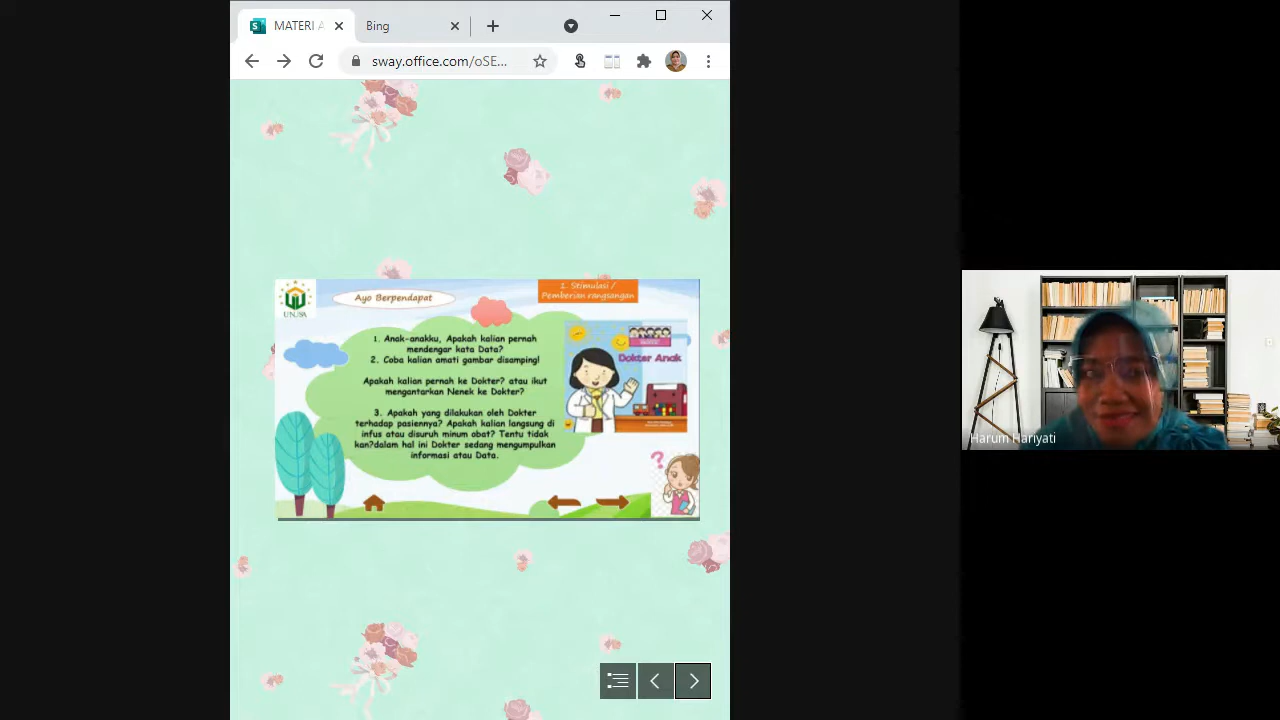 MATERI A
Bing
sway.office.com/oSE...
UNUSA
Ayo Berpendapat
1. Stimulasi /
Pemberian rangsangan
1. Anak-anakku, Apakah kalian pernah
mendengar kata Data?
2. Coba kalian amati gambar disamping!
Apakah kalian pernah ke Dokter? atau ikut
mengantarkan Nenek ke Dokter?
3. Apakah yang dilakukan oleh Dokter
terhadap pasiennya? Apakah kalian langsung di
infus atau disuruh minum obat? Tentu tidak
kan?dalam hal ini Dokter sedang mengumpulkan
informasi atau Data.
Dokter Anak
?
Harum Hariyati